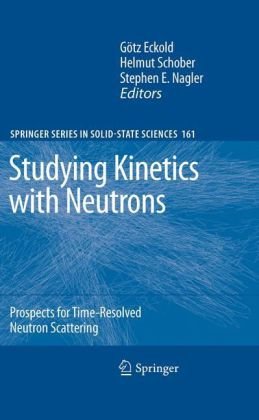 Götz Eckold
Helmut Schober
Stephen E. Nagler
Editors
SPRINGER SERIES IN SOLID-STATE SCIENCES 161
Studying Kinetics
with Neutrons
Prospects for Time-Resolved
Neutron Scattering
Springer